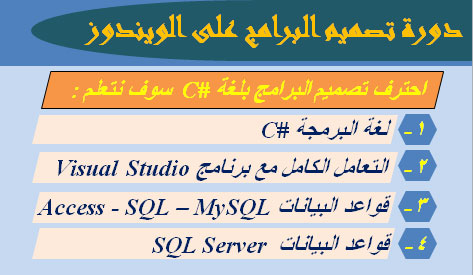 دورة تصميم البرامج على الويندوز
احترف تصميم البرامج بلغة C# سوف نتعلم :
١ - لغة البرمجة C#
٢ - التعامل الكامل مع برنامج Visual Studio
٣ - قواعد البيانات Access - SQL – MySQL
٤ - قواعد البيانات SQL Server